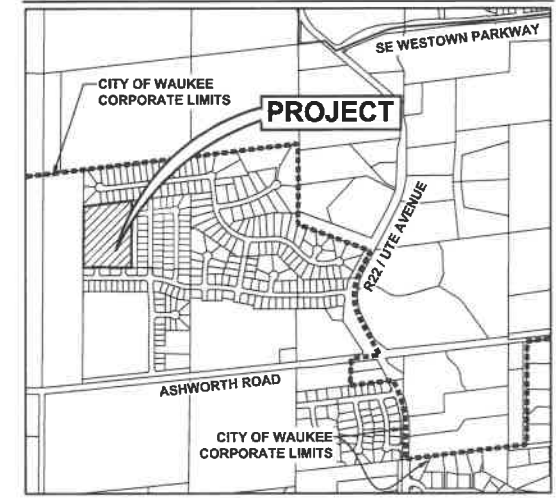 SE WESTOWN PARKWAY
CITY OF WAUKEE
CORPORATE LIMITS
PROJECT
R22 / UTE AVENUE
ASHWORTH ROAD
CITY OF WAUKEE
CORPORATE LIMITS